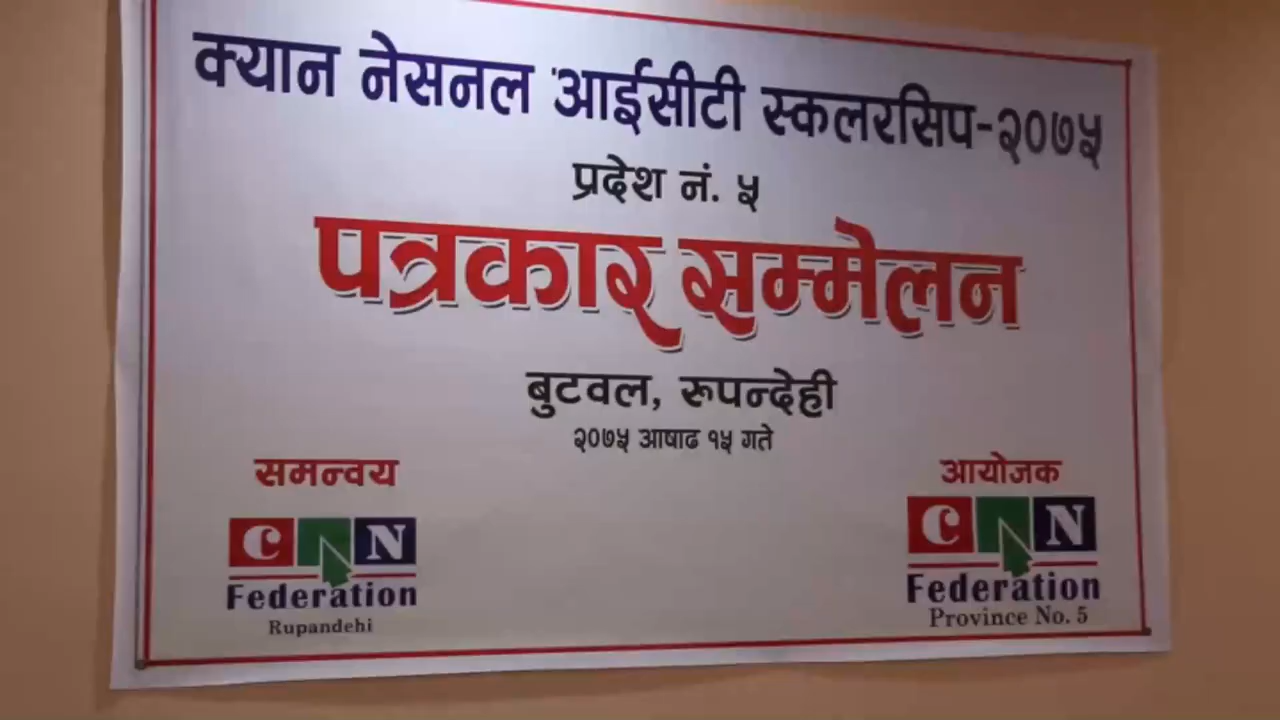 क्यान नेसनल आईसीटी स्कलरसिप-२०७५
प्रदेश नं. ५
पत्रकार सम्मेलन
बुटवल, रुपन्देही
२०७५ आषाढ १५ गते
समन्वय
CAN
Federation
Rupandehi
आयोजक
CAN
Federation
Province No. 5